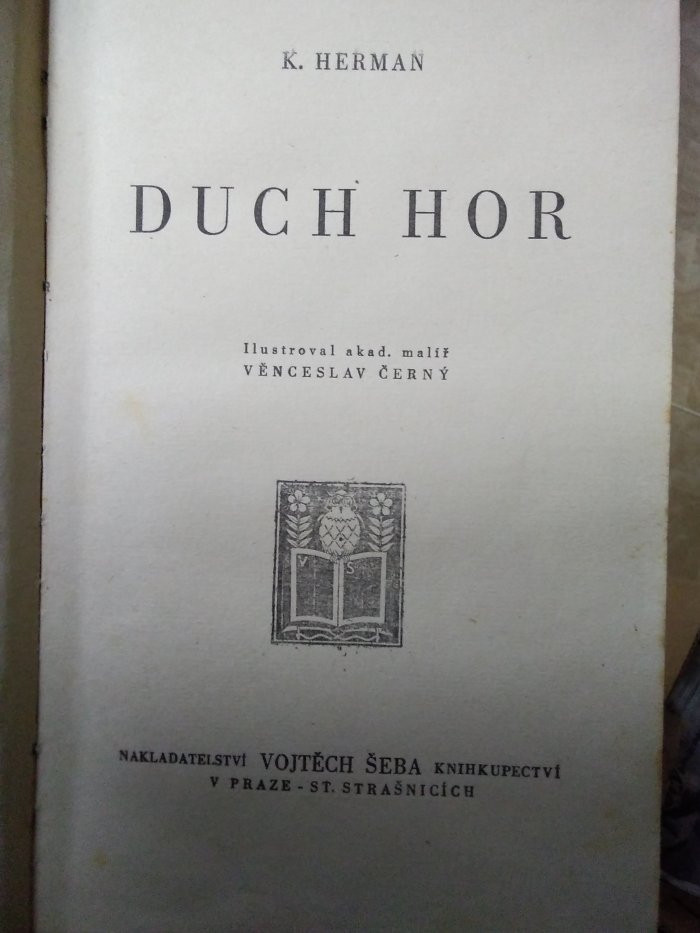 K. HERMAN
DUCH HOR
Ilustroval akad. malíř
VĚNCESLAV ČERNÝ
V S
NAKLADATELSTVÍ VOJTĚCH ŠEBA KNIHKUPECTVÍ
V PRAZE - ST. STRAŠNICÍCH